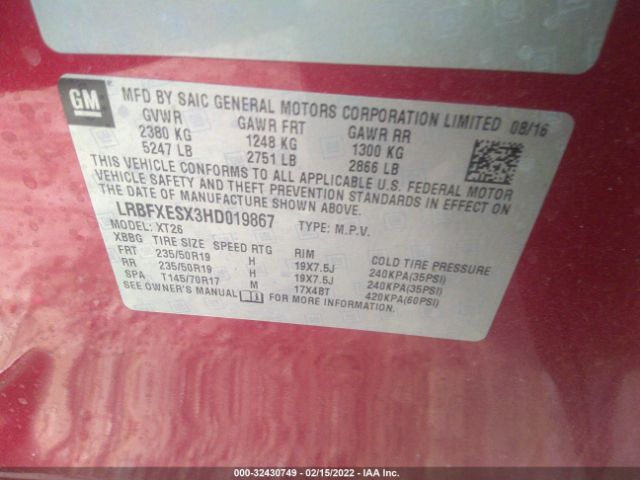 GM
MFD BY SAIC GENERAL MOTORS CORPORATION LIMITED 08/16
GVWR GAWR FRT GAWR RR
2380 KG 1248 KG 1300 KG
5247 LB 2751 LB 2866 LB
THIS VEHICLE CONFORMS TO ALL APPLICABLE U.S. FEDERAL MOTOR
VEHICLE SAFETY AND THEFT PREVENTION STANDARDS IN EFFECT ON
THE DATE OF MANUFACTURE SHOWN ABOVE.
LRBFXESX3HD019867 TYPE: M.P.V.
MODEL: XT26
XBBG TIRE SIZE SPEED RTG RIM COLD TIRE PRESSURE
FRT 235/50R19 H 19X7.5J 240KPA(35PSI)
RR 235/50R19 H 19X7.5J 240KPA(35PSI)
SPA T145/70R17 M 17X4BT 420KPA(60PSI)
SEE OWNER'S MANUAL FOR MORE INFORMATION.
000-32430749 - 02/15/2022 - IAA Inc.